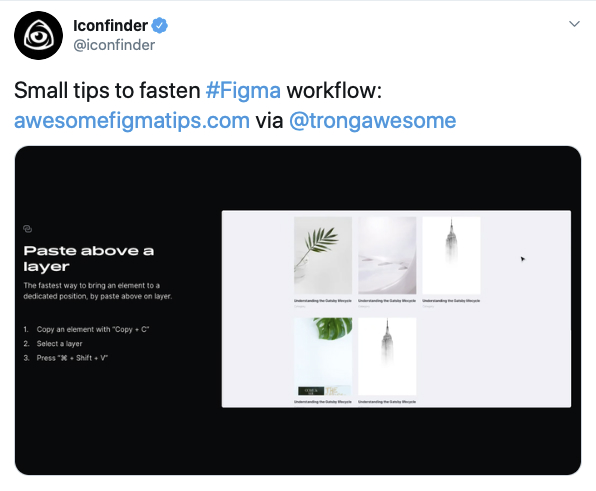 Iconfinder
@iconfinder
Small tips to fasten #Figma workflow:
awesomefigmatips.com via @trongawesome
Paste above a
layer
The fastest way to bring an element to a
dedicated position, by paste above on layer.
1. Copy an element with "Copy + C"
2. Select a layer
3. Press "⌘ + Shift + V"
Understanding the Gatsby lifecycle Understanding the Gatsby lifecycle Understanding the Gatsby lifecycle
Understanding the Gatsby lifecycle Understanding the Gatsby lifecycle